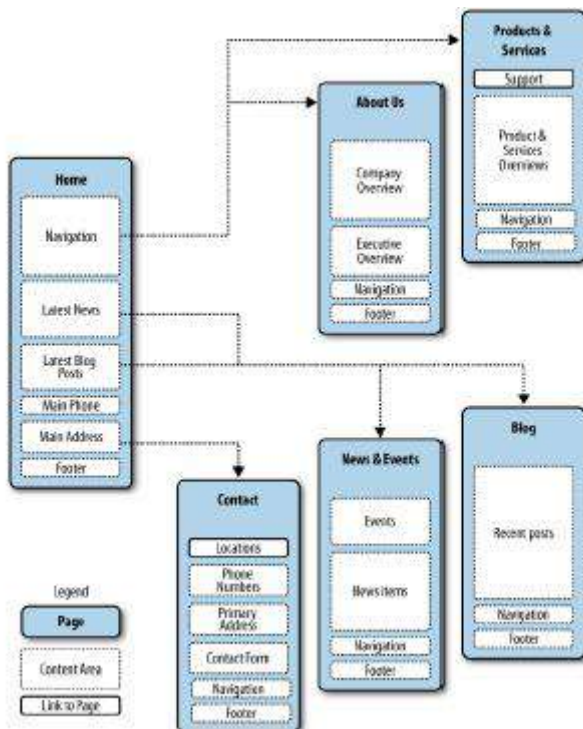 Products &
Services
Support
Product &
Services
Overviews
Navigation
Footer
About Us
Company
Overview
Executive
Overview
Navigation
Footer
Home
Navigation
Latest News
Latest Blog
Posts
Main Phone
Main Address
Footer
Contact
Locations
Phone
Numbers
Primary
Address
Contact Form
Navigation
Footer
News & Events
Events
News items
Navigation
Footer
Blog
Recent posts
Navigation
Footer
Legend
Page
Content Area
Link to Page